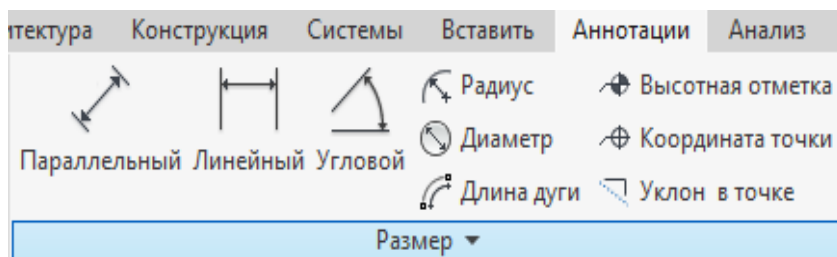 итектура Конструкция Системы Вставить Аннотации Анализ
Радиус Высотная отметка
Диаметр Координата точки
Параллельный Линейный Угловой
Длина дуги Уклон в точке
Размер